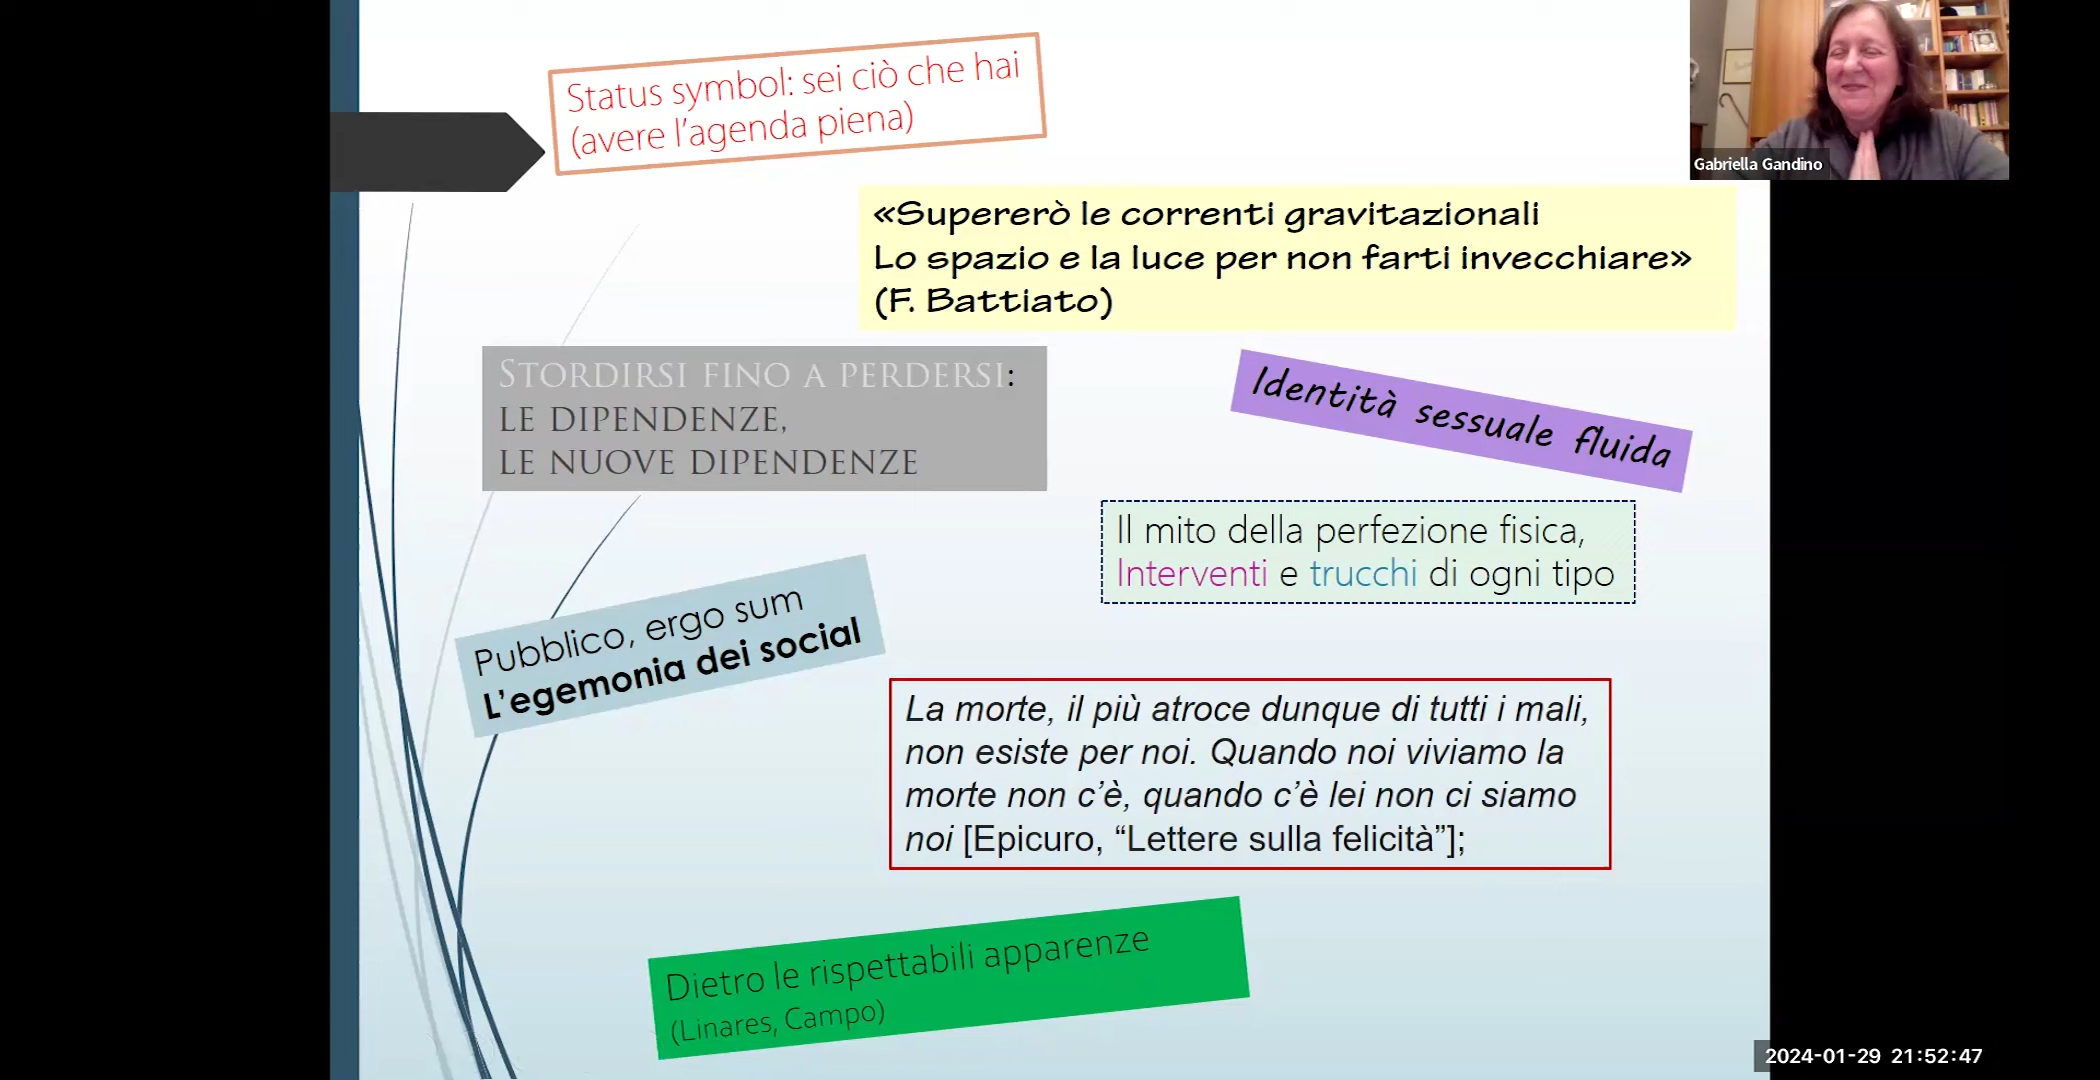 Status symbol: sei ciò che hai
(avere l’agenda piena)
Gabriella Gandino
«Supererò le correnti gravitazionali
Lo spazio e la luce per non farti invecchiare»
(F. Battiato)
Stordirsi fino a perdersi:
le dipendenze,
le nuove dipendenze
Identità sessuale fluida
Il mito della perfezione fisica,
Interventi e trucchi di ogni tipo
Pubblico, ergo sum
L’egemonia dei social
La morte, il più atroce dunque di tutti i mali,
non esiste per noi. Quando noi viviamo la
morte non c’è, quando c’è lei non ci siamo
noi [Epicuro, “Lettere sulla felicità”];
Dietro le rispettabili apparenze
(Linares, Campo)
2024-01-29 21:52:47